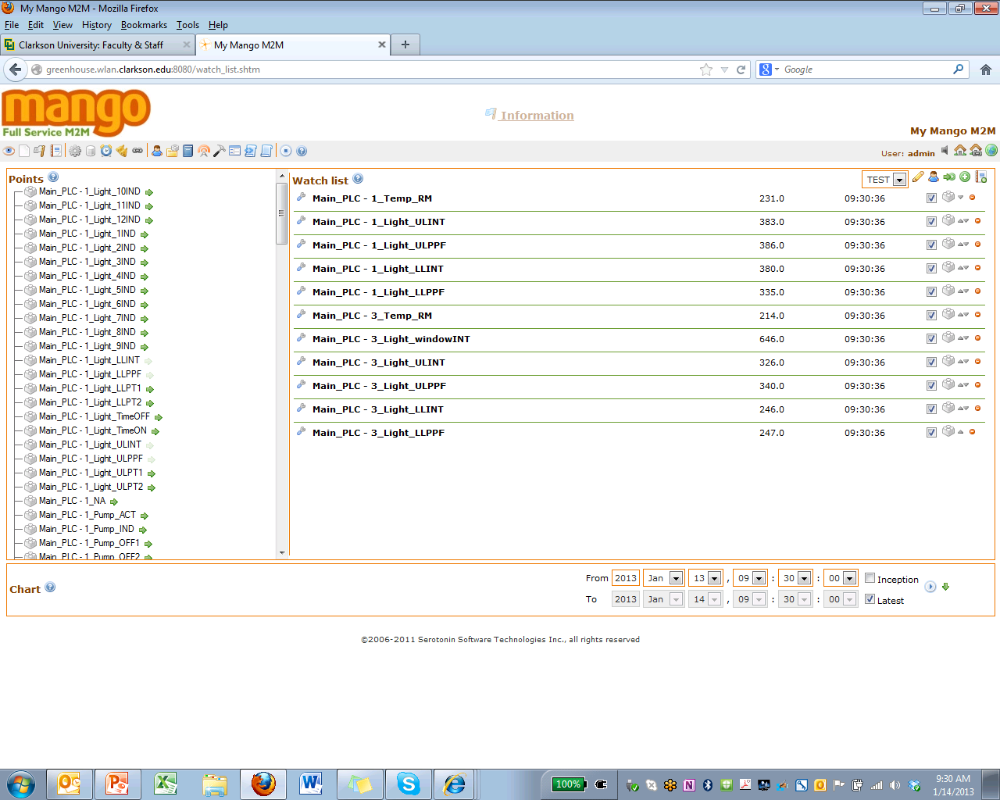 My Mango M2M - Mozilla Firefox
File Edit View History Bookmarks Tools Help
Clarkson University: Faculty & Staff
My Mango M2M
greenhouse.wlan.clarkson.edu:8080/watch_list.shtm
Google
mango
Full Service M2M
Information
My Mango M2M
User: admin
Points
Main_PLC - 1_Light_10IND
Main_PLC - 1_Light_11IND
Main_PLC - 1_Light_12IND
Main_PLC - 1_Light_1IND
Main_PLC - 1_Light_2IND
Main_PLC - 1_Light_3IND
Main_PLC - 1_Light_4IND
Main_PLC - 1_Light_5IND
Main_PLC - 1_Light_6IND
Main_PLC - 1_Light_7IND
Main_PLC - 1_Light_8IND
Main_PLC - 1_Light_9IND
Main_PLC - 1_Light_LLINT
Main_PLC - 1_Light_LLPPF
Main_PLC - 1_Light_LLPT1
Main_PLC - 1_Light_LLPT2
Main_PLC - 1_Light_TimeOFF
Main_PLC - 1_Light_TimeON
Main_PLC - 1_Light_ULINT
Main_PLC - 1_Light_ULPPF
Main_PLC - 1_Light_ULPT1
Main_PLC - 1_Light_ULPT2
Main_PLC - 1_NA
Main_PLC - 1_Pump_ACT
Main_PLC - 1_Pump_IND
Main_PLC - 1_Pump_OFF1
Main_PLC - 1_Pump_OFF2
Watch list
TEST
Main_PLC - 1_Temp_RM 231.0 09:30:36
Main_PLC - 1_Light_ULINT 383.0 09:30:36
Main_PLC - 1_Light_ULPPF 386.0 09:30:36
Main_PLC - 1_Light_LLINT 380.0 09:30:36
Main_PLC - 1_Light_LLPPF 335.0 09:30:36
Main_PLC - 3_Temp_RM 214.0 09:30:36
Main_PLC - 3_Light_windowINT 646.0 09:30:36
Main_PLC - 3_Light_ULINT 326.0 09:30:36
Main_PLC - 3_Light_ULPPF 340.0 09:30:36
Main_PLC - 3_Light_LLINT 246.0 09:30:36
Main_PLC - 3_Light_LLPPF 247.0 09:30:36
Chart
From 2013 Jan 13 , 09 : 30 : 00 Inception
To 2013 Jan 14 , 09 : 30 : 00 Latest
©2006-2011 Serotonin Software Technologies Inc., all rights reserved
100%
9:30 AM
1/14/2013